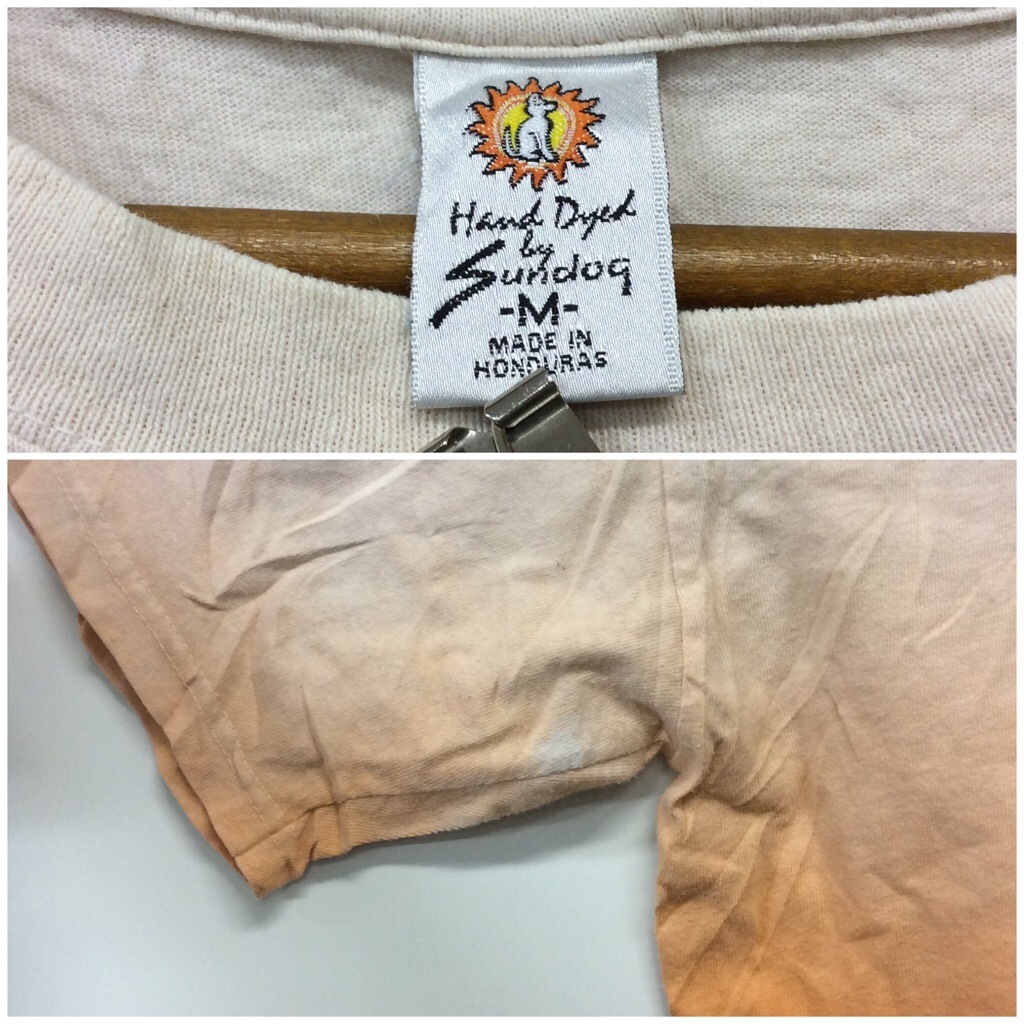 Hand Dyed
by
Sundog
-M-
MADE IN
HONDURAS